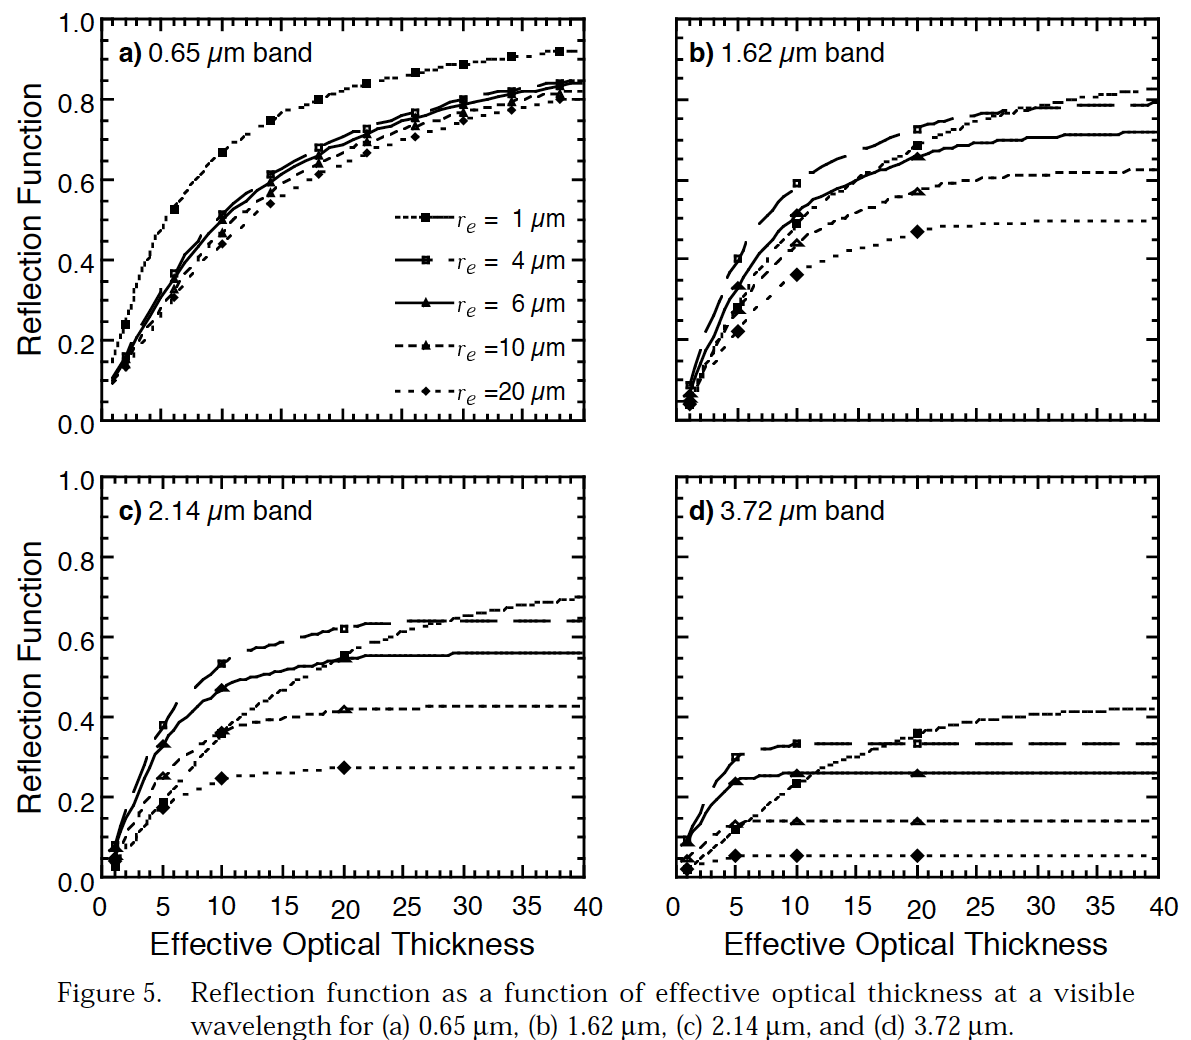 1.0
0.8
0.6
0.4
0.2
0.0
Reflection Function
a) 0.65 µm band
r_e = 1 µm
r_e = 4 µm
r_e = 6 µm
r_e =10 µm
r_e =20 µm
b) 1.62 µm band
1.0
0.8
0.6
0.4
0.2
0.0
Reflection Function
c) 2.14 µm band
0 5 10 15 20 25 30 35 40
Effective Optical Thickness
d) 3.72 µm band
0 5 10 15 20 25 30 35 40
Effective Optical Thickness
Figure 5. Reflection function as a function of effective optical thickness at a visible
wavelength for (a) 0.65 µm, (b) 1.62 µm, (c) 2.14 µm, and (d) 3.72 µm.